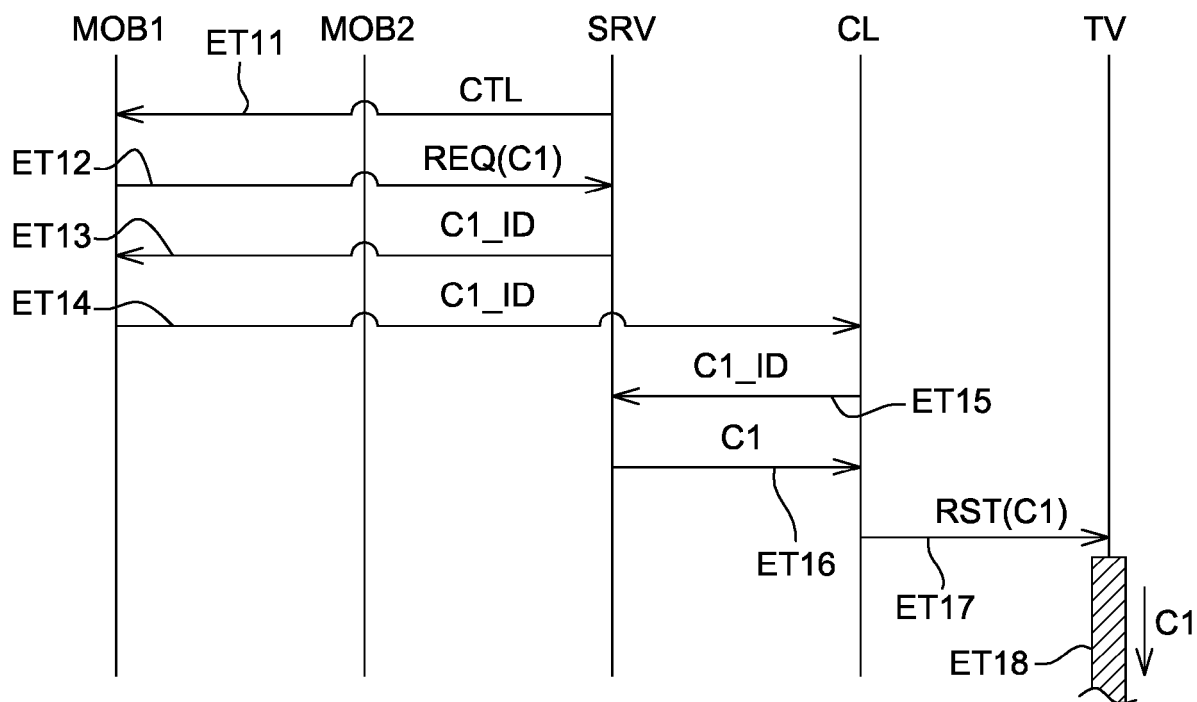 MOB1 MOB2 SRV CL TV
ET11
CTL
ET12
REQ(C1)
ET13
C1_ID
ET14
C1_ID
C1_ID
ET15
C1
ET16
RST(C1)
ET17
C1
ET18